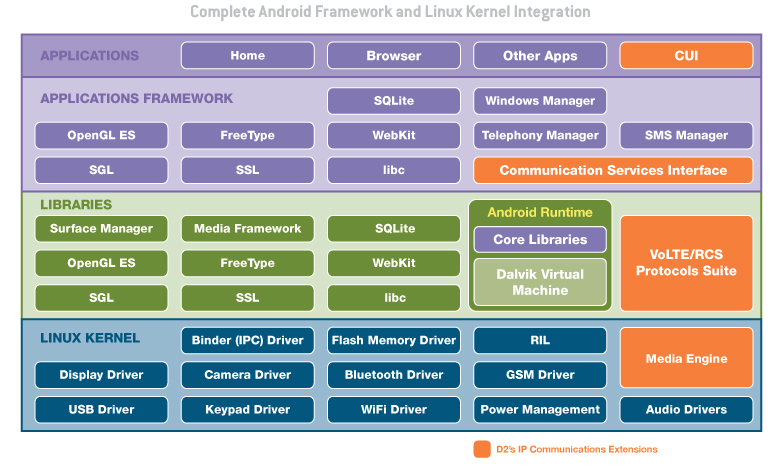 Complete Android Framework and Linux Kernel Integration
APPLICATIONS
Home
Browser
Other Apps
CUI
APPLICATIONS FRAMEWORK
SQLite
Windows Manager
OpenGL ES
FreeType
WebKit
Telephony Manager
SMS Manager
SGL
SSL
libc
Communication Services Interface
LIBRARIES
Surface Manager
Media Framework
SQLite
OpenGL ES
FreeType
WebKit
SGL
SSL
libc
Android Runtime
Core Libraries
Dalvik Virtual
Machine
VoLTE/RCS
Protocols Suite
LINUX KERNEL
Binder (IPC) Driver
Flash Memory Driver
RIL
Media Engine
Display Driver
Camera Driver
Bluetooth Driver
GSM Driver
USB Driver
Keypad Driver
WiFi Driver
Power Management
Audio Drivers
D2's IP Communications Extensions